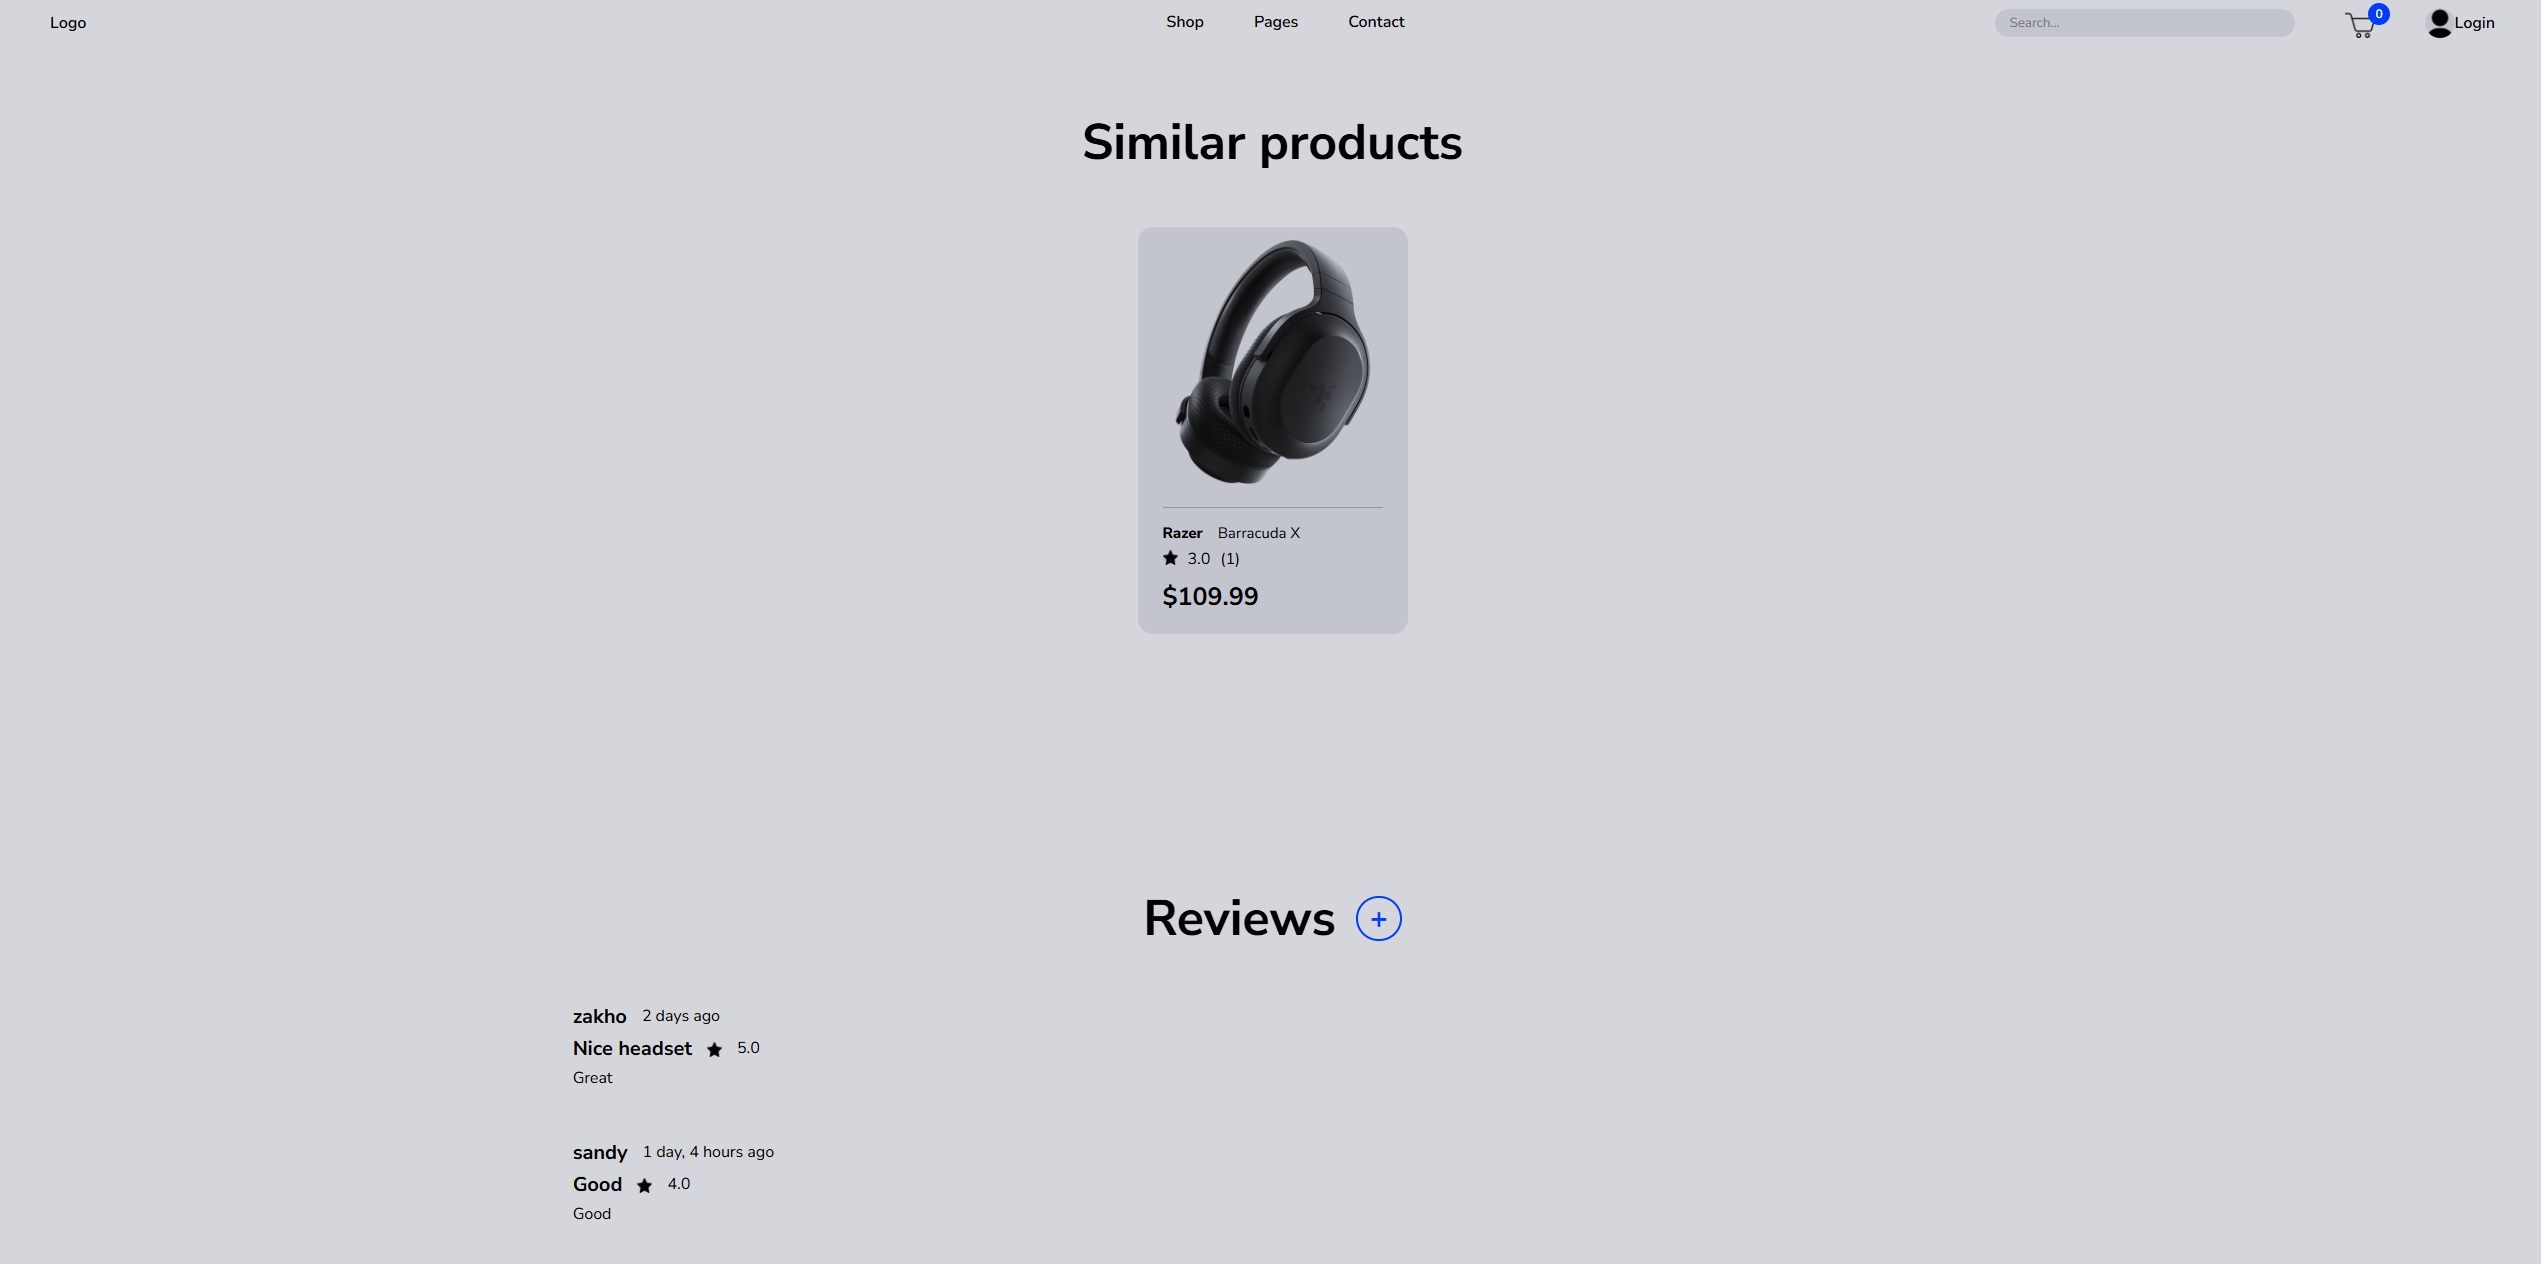 Logo Shop Pages Contact Search... 0 Login
Similar products
Razer Barracuda X
3.0 (1)
$109.99
Reviews +
zakho 2 days ago
Nice headset 5.0
Great
sandy 1 day, 4 hours ago
Good 4.0
Good